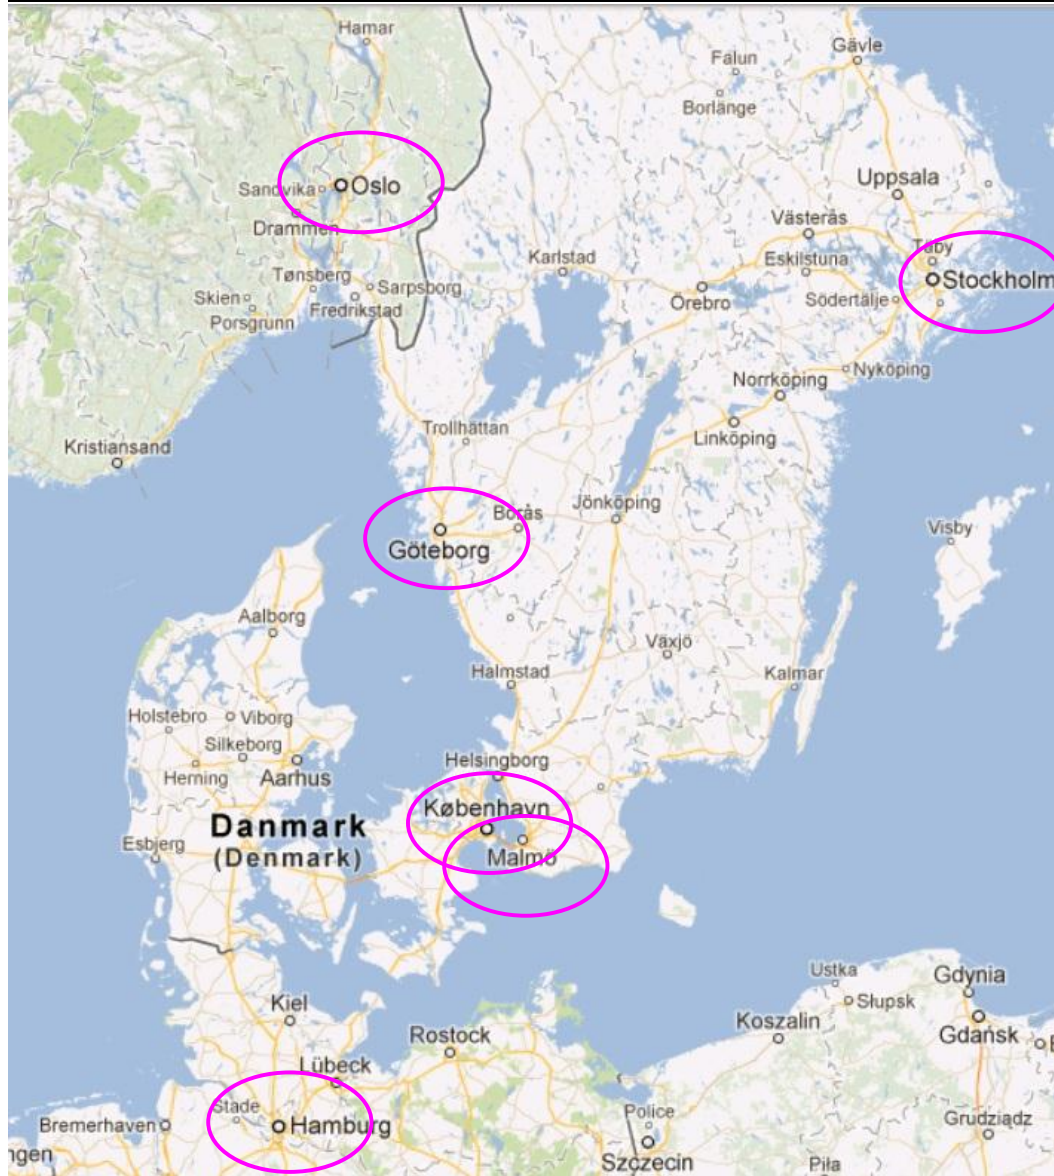 Hamar
Falun
Gävle
Borlänge
Sandvika
Oslo
Uppsala
Drammen
Västerås
Täby
Karlstad
Eskilstuna
Tønsberg
Stockholm
Skien
Sarpsborg
Örebro
Södertälje
Porsgrunn
Fredrikstad
Nyköping
Norrköping
Trollhättan
Linköping
Kristiansand
Jönköping
Borås
Visby
Göteborg
Aalborg
Växjö
Halmstad
Kalmar
Holstebro
Viborg
Silkeborg
Helsingborg
Herning
Aarhus
København
Danmark
(Denmark)
Esbjerg
Malmö
Ustka
Gdynia
Kiel
Słupsk
Koszalin
Gdańsk
Rostock
Lübeck
Stade
Police
Bremerhaven
Hamburg
Grudziądz
ngen
Szczecin
Piła